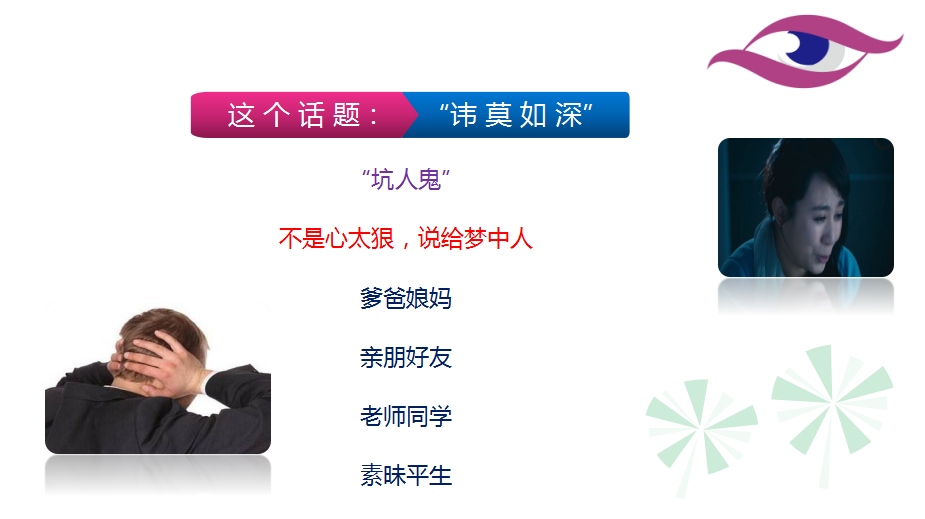 这个话题： “讳莫如深”
“坑人鬼”
不是心太狠，说给梦中人
爹爸娘妈
亲朋好友
老师同学
素昧平生